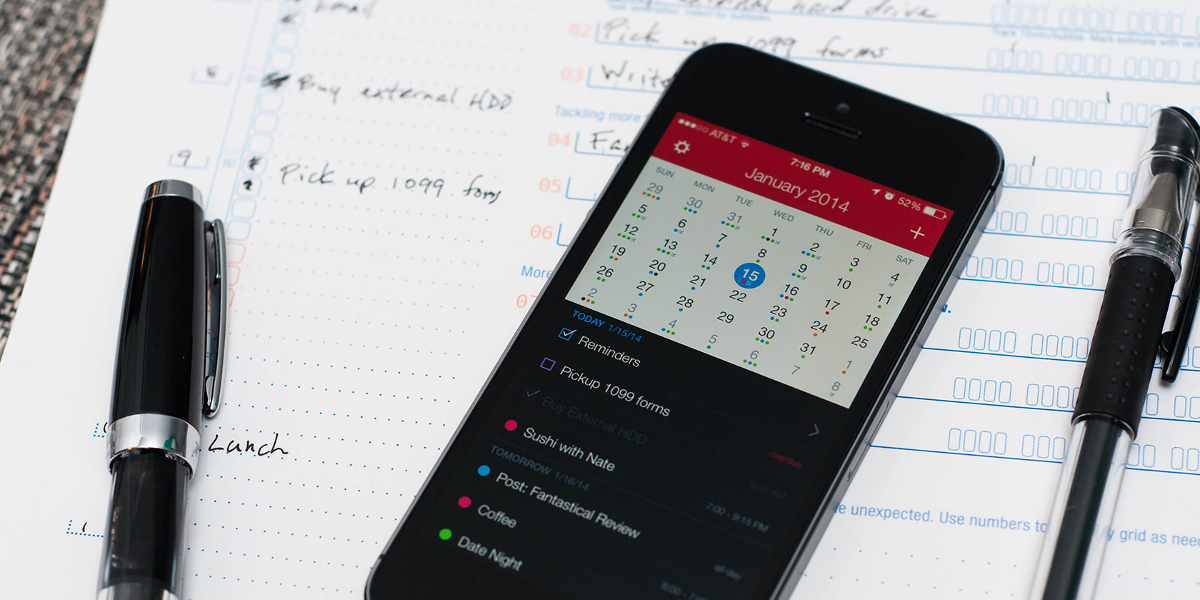 Email
hard drive
02 Pick up 1099 forms
8
Buy external HDD
03 Write
Tackling more
04
9
Pick up 1099 forms
05
06
More
Lunch
AT&T 7:16 PM 52%
January 2014 +
SUN MON TUE WED THU FRI SAT
29 30 31 1 2 3 4
5 6 7 8 9 10 11
12 13 14 15 16 17 18
19 20 21 22 23 24 25
26 27 28 29 30 31 1
2 3 4 5 6 7 8
TODAY 1/15/14
Reminders
Pickup 1099 forms
overdue
Buy External HDD
Sushi with Nate
7:00 - 9:15 PM
TOMORROW 1/16/14
Post: Fantastical Review
all-day
Coffee
Date Night
unexpected. Use numbers to
grid as